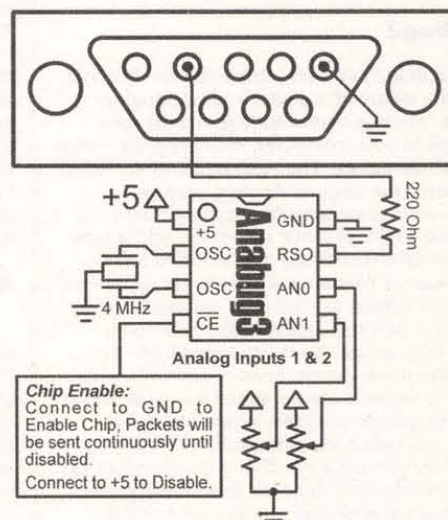 bug2
+5
+5
OSC
OSC
CE
Anabug3
GND
RSO
AN0
AN1
220 Ohm
4 MHz
Analog Inputs 1 & 2
Chip Enable:
Connect to GND to
Enable Chip, Packets will
be sent continuously until
disabled.
Connect to +5 to Disable.